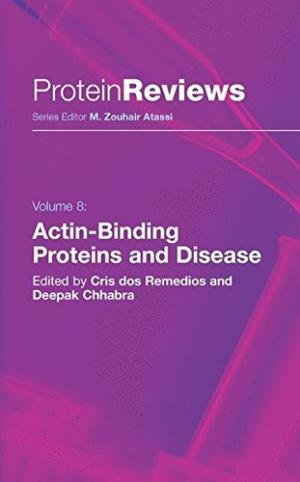 ProteinReviews
Series Editor M. Zouhair Atassi
Volume 8:
Actin-Binding
Proteins and Disease
Edited by Cris dos Remedios and
Deepak Chhabra